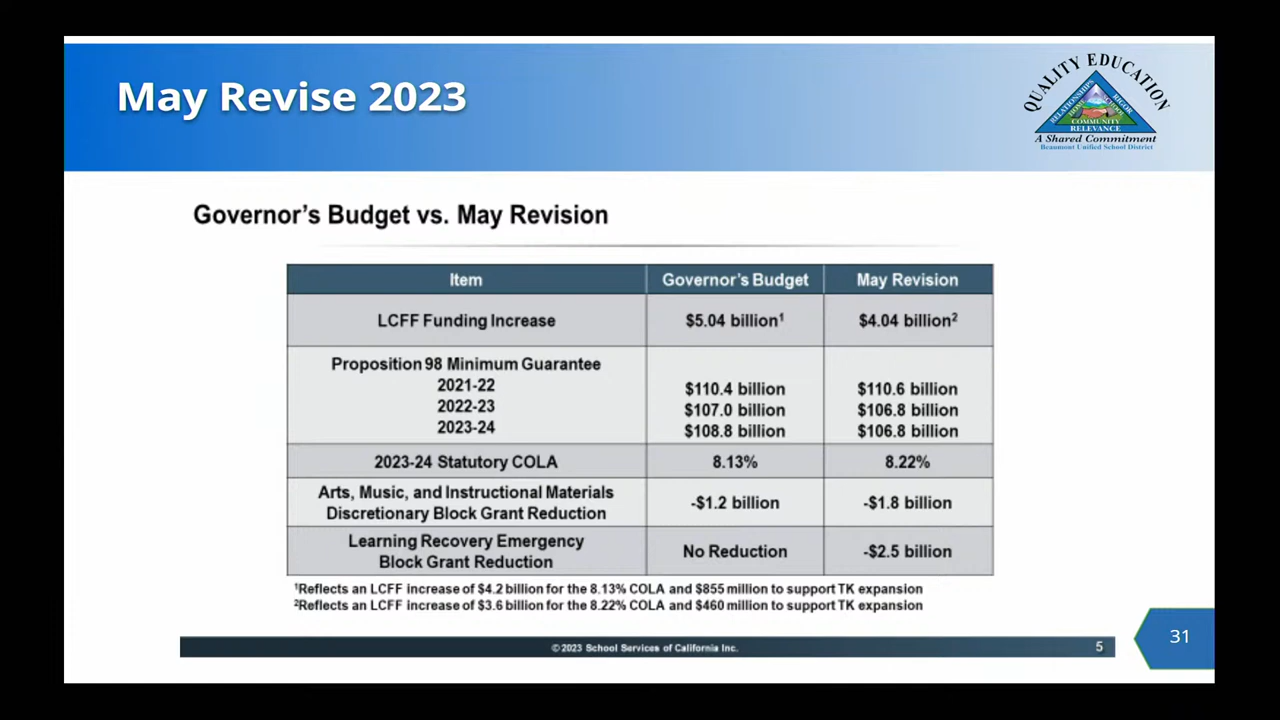 May Revise 2023
QUALITY EDUCATION
RELATIONSHIPS
RIGOR
HOME
SCHOOL
COMMUNITY
RELEVANCE
A Shared Commitment
Beaumont Unified School District
Governor's Budget vs. May Revision
Item Governor's Budget May Revision
LCFF Funding Increase $5.04 billion¹ $4.04 billion²
Proposition 98 Minimum Guarantee
2021-22 $110.4 billion $110.6 billion
2022-23 $107.0 billion $106.8 billion
2023-24 $108.8 billion $106.8 billion
2023-24 Statutory COLA 8.13% 8.22%
Arts, Music, and Instructional Materials
Discretionary Block Grant Reduction -$1.2 billion -$1.8 billion
Learning Recovery Emergency
Block Grant Reduction No Reduction -$2.5 billion
¹Reflects an LCFF increase of $4.2 billion for the 8.13% COLA and $855 million to support TK expansion
²Reflects an LCFF increase of $3.6 billion for the 8.22% COLA and $460 million to support TK expansion
©2023 School Services of California Inc.
5
31